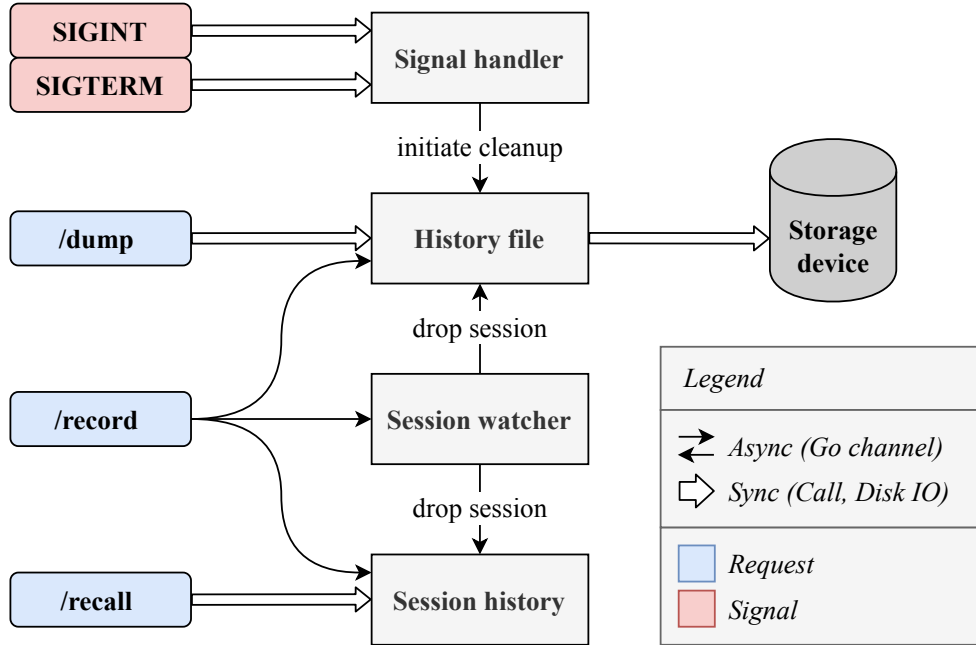 SIGINT
SIGTERM
Signal handler
initiate cleanup
/dump
History file
Storage
device
drop session
/record
Session watcher
drop session
/recall
Session history
Legend
Async (Go channel)
Sync (Call, Disk IO)
Request
Signal